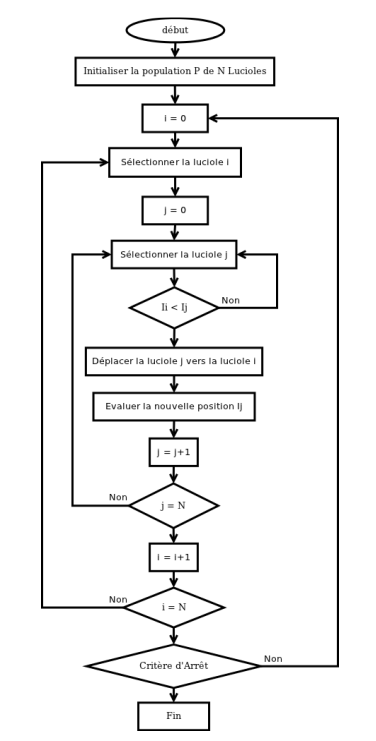 début
Initialiser la population P de N Lucioles
i = 0
Sélectionner la luciole i
j = 0
Sélectionner la luciole j
Ii < Ij
Non
Déplacer la luciole j vers la luciole i
Evaluer la nouvelle position Ij
j = j+1
Non
j = N
i = i+1
Non
i = N
Critère d'Arrêt
Non
Fin